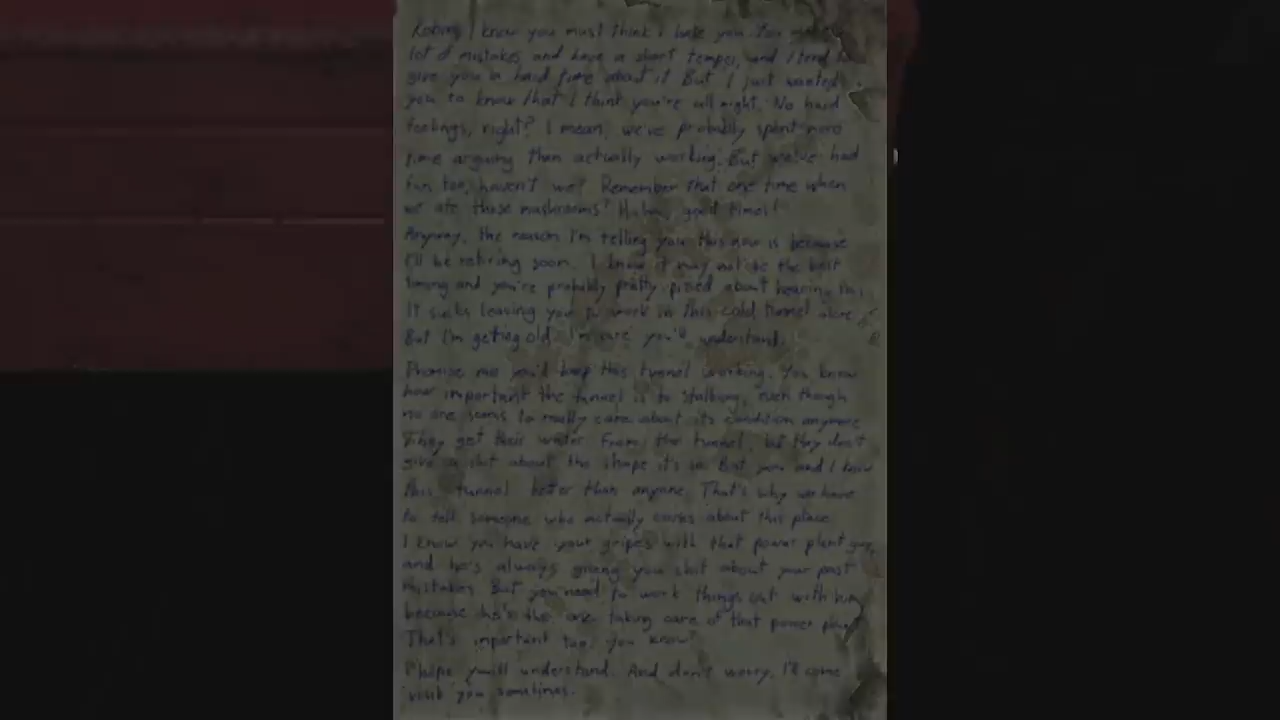 Robins, I know you must think I hate you. You make
lot of mistakes and have a short temper, and I tend to
give you a hard time about it. But I just wanted
you to know that I think you're all right. No hard
feelings, right? I mean, we've probably spent more
time arguing than actually working. But we've had
fun too, haven't we? Remember that one time when
we ate those mushrooms? Haha, good times!
Anyway, the reason I'm telling you this now is because
I'll be retiring soon. I know it may not be the best
timing and you're probably pretty pissed about hearing this.
It sucks leaving you to work in this cold tunnel alone.
But I'm getting old. I'm sure you'll understand.
Promise me you'll keep this tunnel working. You know
how important the tunnel is to Stalburg, even though
no one seems to really care about its condition anymore.
They get their water from the tunnel, but they don't
give a shit about the shape it's in. But you and I know
this tunnel better than anyone. That's why we have
to tell someone who actually cares about this place.
I know you have your gripes with that power plant guy,
and he's always giving you shit about your past
mistakes. But you need to work things out with him,
because he's the one taking care of that power plant.
That's important too, you know?
I hope you'll understand. And don't worry, I'll come
visit you sometimes.